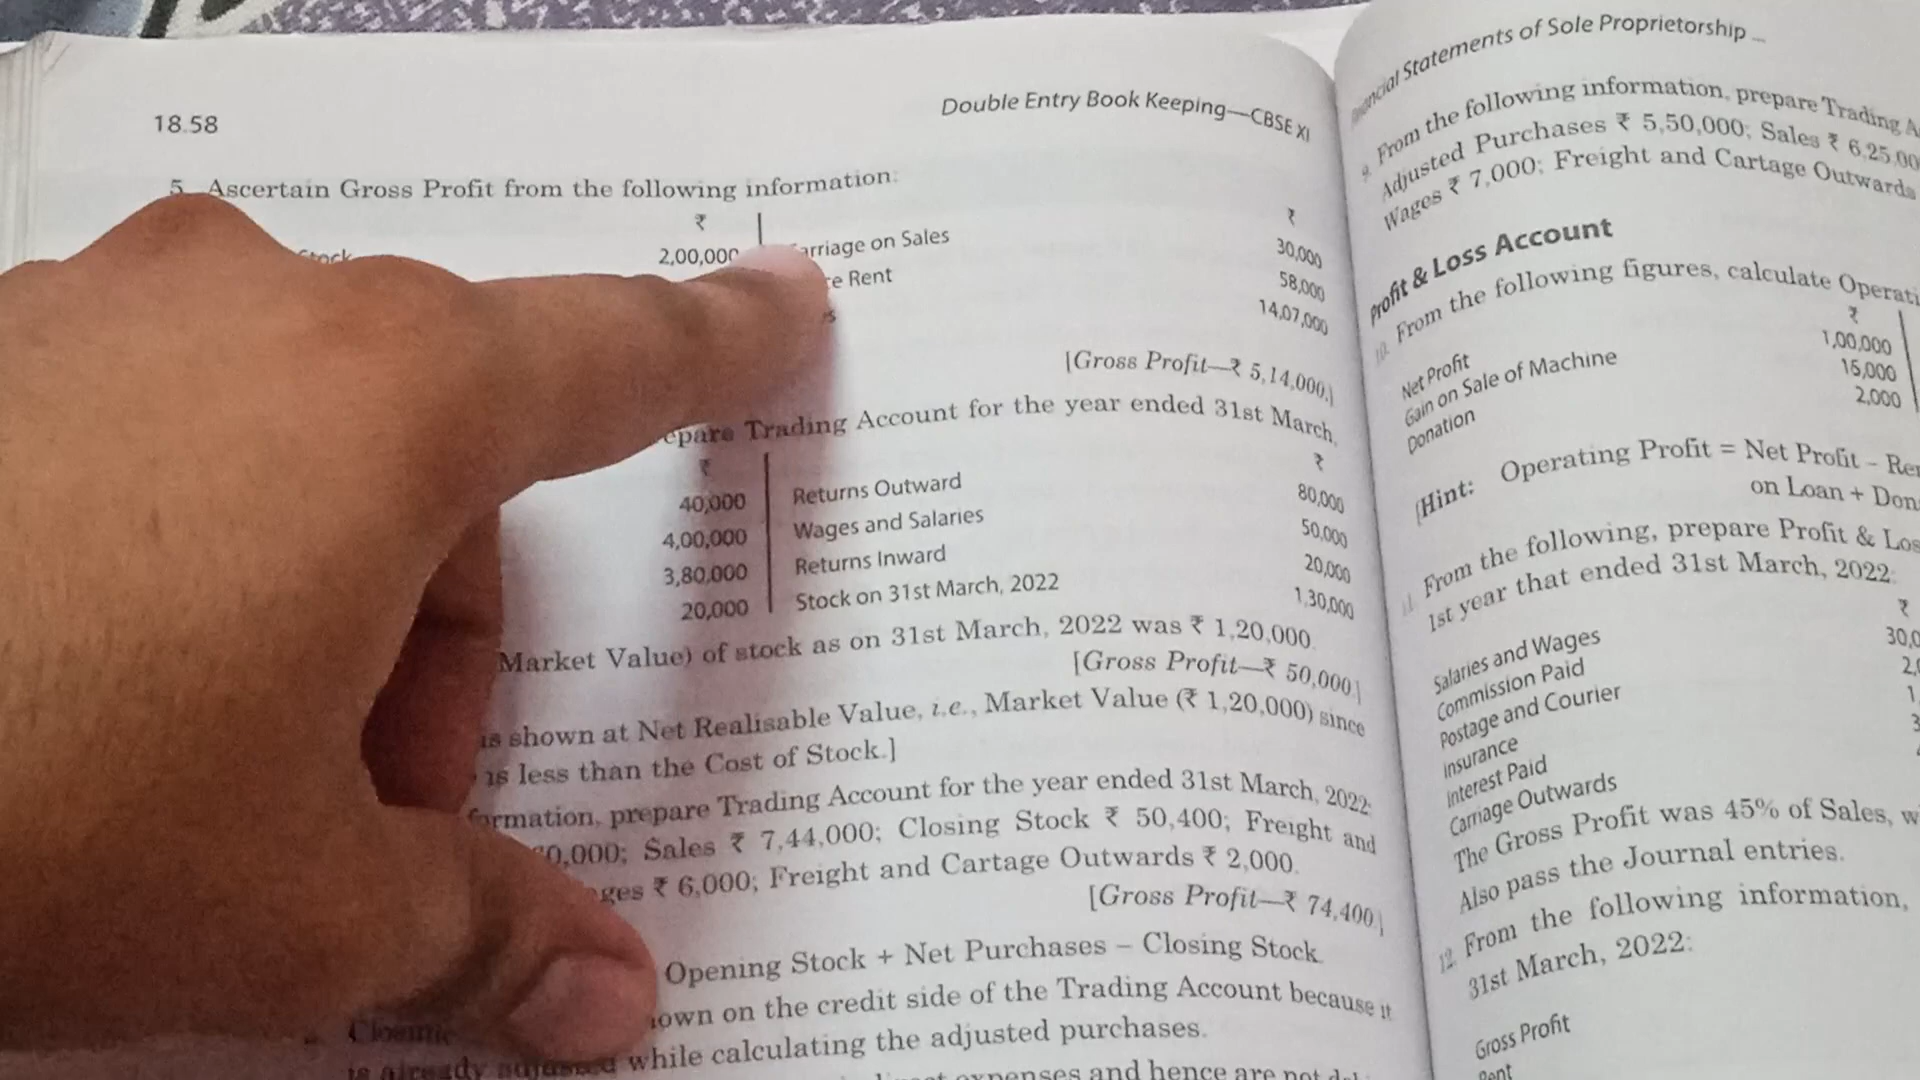 18.58
Double Entry Book Keeping—CBSE XI
5. Ascertain Gross Profit from the following information:
₹ ₹
2,00,000 Carriage on Sales 30,000
Rent 58,000
14,07,000
[Gross Profit—₹ 5,14,000.]
Trading Account for the year ended 31st March,
₹ ₹
40,000 Returns Outward 80,000
4,00,000 Wages and Salaries 50,000
3,80,000 Returns Inward 20,000
20,000 Stock on 31st March, 2022 1,30,000
Market Value) of stock as on 31st March, 2022 was ₹ 1,20,000.
[Gross Profit—₹ 50,000.]
is shown at Net Realisable Value, i.e., Market Value (₹ 1,20,000) since
is less than the Cost of Stock.]
prepare Trading Account for the year ended 31st March, 2022:
Sales ₹ 7,44,000; Closing Stock ₹ 50,400; Freight and
₹ 6,000; Freight and Cartage Outwards ₹ 2,000.
[Gross Profit—₹ 74,400.]
Opening Stock + Net Purchases – Closing Stock.
on the credit side of the Trading Account because it
is already while calculating the adjusted purchases.
expenses and hence are not
Financial Statements of Sole Proprietorship ...
9. From the following information, prepare Trading
Adjusted Purchases ₹ 5,50,000; Sales
Wages ₹ 7,000; Freight and Cartage Outwards
Profit & Loss Account
10. From the following figures, calculate
₹
Net Profit 1,00,000
Gain on Sale of Machine 15,000
Donation 2,000
[Hint: Operating Profit = Net Profit –
on Loan +
11. From the following, prepare Profit &
1st year that ended 31st March, 2022:
₹
Salaries and Wages
Commission Paid
Postage and Courier
Insurance
Interest Paid
Carriage Outwards
The Gross Profit was 45% of Sales,
Also pass the Journal entries.
12. From the following information,
31st March, 2022:
Gross Profit
Rent